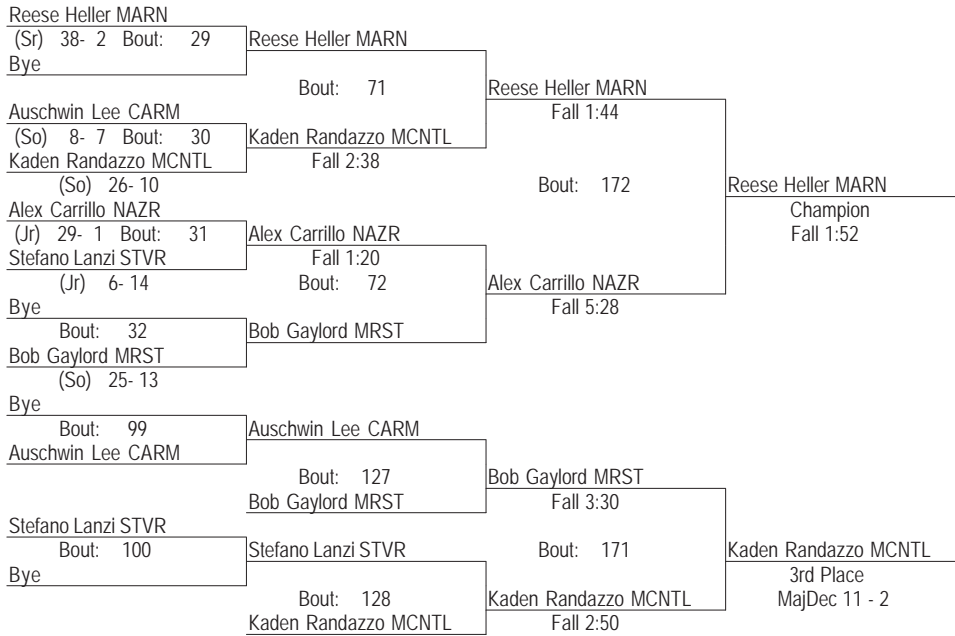 Reese Heller MARN
(Sr) 38- 2 Bout: 29
Reese Heller MARN
Bye
Bout: 71
Reese Heller MARN
Auschwin Lee CARM
Fall 1:44
(So) 8- 7 Bout: 30
Kaden Randazzo MCNTL
Kaden Randazzo MCNTL
Fall 2:38
(So) 26- 10
Bout: 172
Reese Heller MARN
Alex Carrillo NAZR
Champion
(Jr) 29- 1 Bout: 31
Alex Carrillo NAZR
Fall 1:52
Stefano Lanzi STVR
Fall 1:20
(Jr) 6- 14
Bout: 72
Alex Carrillo NAZR
Bye
Fall 5:28
Bout: 32
Bob Gaylord MRST
Bob Gaylord MRST
(So) 25- 13
Bye
Bout: 99
Auschwin Lee CARM
Auschwin Lee CARM
Bout: 127
Bob Gaylord MRST
Bob Gaylord MRST
Fall 3:30
Stefano Lanzi STVR
Bout: 100
Stefano Lanzi STVR
Bout: 171
Kaden Randazzo MCNTL
Bye
3rd Place
Bout: 128
Kaden Randazzo MCNTL
MajDec 11 - 2
Kaden Randazzo MCNTL
Fall 2:50